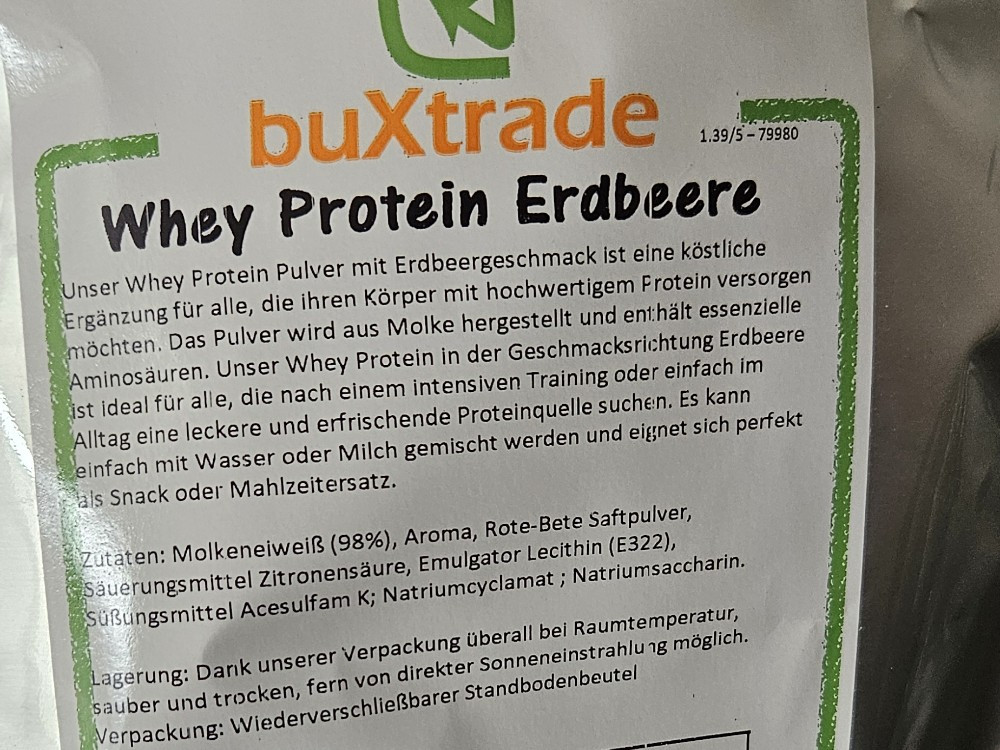 buXtrade
1.39/5 – 79980
Whey Protein Erdbeere
Unser Whey Protein Pulver mit Erdbeergeschmack ist eine köstliche
Ergänzung für alle, die ihren Körper mit hochwertigem Protein versorgen
möchten. Das Pulver wird aus Molke hergestellt und enthält essenzielle
Aminosäuren. Unser Whey Protein in der Geschmacksrichtung Erdbeere
ist ideal für alle, die nach einem intensiven Training oder einfach im
Alltag eine leckere und erfrischende Proteinquelle suchen. Es kann
einfach mit Wasser oder Milch gemischt werden und eignet sich perfekt
als Snack oder Mahlzeitersatz.
Zutaten: Molkeneiweiß (98%), Aroma, Rote-Bete Saftpulver,
Säuerungsmittel Zitronensäure, Emulgator Lecithin (E322),
Süßungsmittel Acesulfam K; Natriumcyclamat ; Natriumsaccharin.
Lagerung: Dank unserer Verpackung überall bei Raumtemperatur,
sauber und trocken, fern von direkter Sonneneinstrahlung möglich.
Verpackung: Wiederverschließbarer Standbodenbeutel